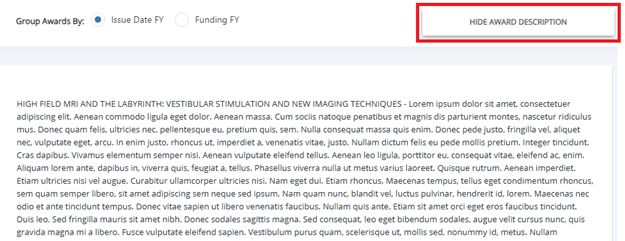 Group Awards By: Issue Date FY Funding FY HIDE AWARD DESCRIPTION
HIGH FIELD MRI AND THE LABYRINTH: VESTIBULAR STIMULATION AND NEW IMAGING TECHNIQUES - Lorem ipsum dolor sit amet, consectetuer
adipiscing elit. Aenean commodo ligula eget dolor. Aenean massa. Cum sociis natoque penatibus et magnis dis parturient montes, nascetur ridiculus
mus. Donec quam felis, ultricies nec, pellentesque eu, pretium quis, sem. Nulla consequat massa quis enim. Donec pede justo, fringilla vel, aliquet
nec, vulputate eget, arcu. In enim justo, rhoncus ut, imperdiet a, venenatis vitae, justo. Nullam dictum felis eu pede mollis pretium. Integer tincidunt.
Cras dapibus. Vivamus elementum semper nisi. Aenean vulputate eleifend tellus. Aenean leo ligula, porttitor eu, consequat vitae, eleifend ac, enim.
Aliquam lorem ante, dapibus in, viverra quis, feugiat a, tellus. Phasellus viverra nulla ut metus varius laoreet. Quisque rutrum. Aenean imperdiet.
Etiam ultricies nisi vel augue. Curabitur ullamcorper ultricies nisi. Nam eget dui. Etiam rhoncus. Maecenas tempus, tellus eget condimentum rhoncus,
sem quam semper libero, sit amet adipiscing sem neque sed ipsum. Nam blandit vel, luctus pulvinar, hendrerit id, lorem. Maecenas nec
odio et ante tincidunt tempus. Donec vitae sapien ut libero venenatis faucibus. Nullam quis ante. Etiam sit amet orci eget eros faucibus tincidunt.
Duis leo. Sed fringilla mauris sit amet nibh. Donec sodales sagittis magna. Sed consequat, leo eget bibendum sodales, augue velit cursus nunc, quis
gravida magna mi a libero. Fusce vulputate eleifend sapien. Vestibulum purus quam, scelerisque ut, mollis sed, nonummy id, metus. Nullam